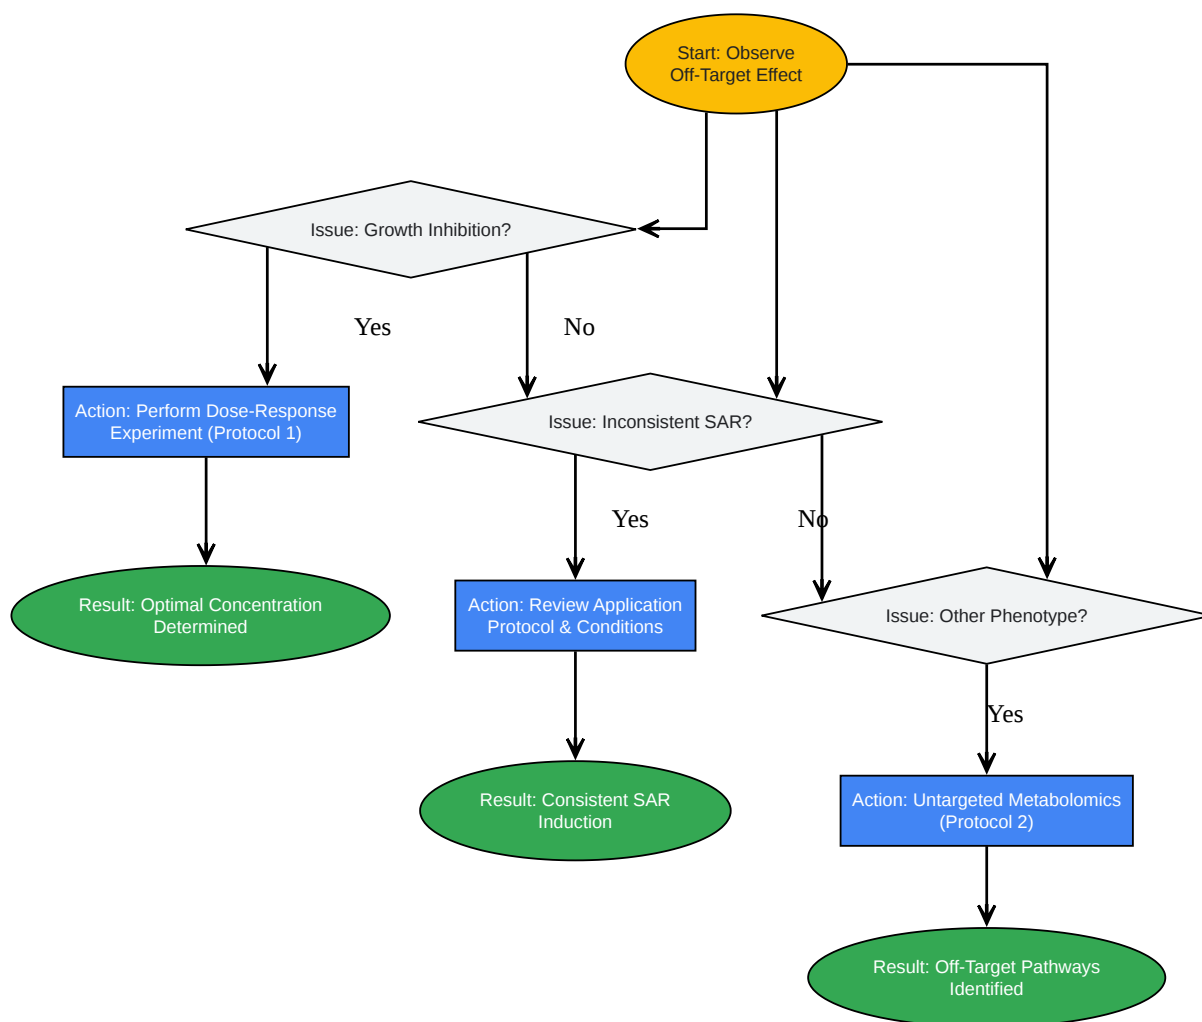 Start: Observe
Off-Target Effect
Issue: Growth Inhibition?
Yes
No
Action: Perform Dose-Response
Experiment (Protocol 1)
Issue: Inconsistent SAR?
Yes
No
Result: Optimal Concentration
Determined
Action: Review Application
Protocol & Conditions
Issue: Other Phenotype?
Yes
Result: Consistent SAR
Induction
Action: Untargeted Metabolomics
(Protocol 2)
Result: Off-Target Pathways
Identified